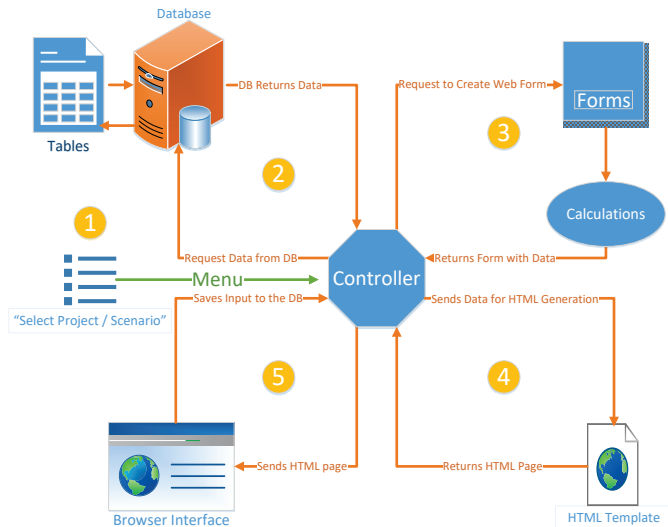 Database
DB Returns Data
Request to Create Web Form
Forms
Tables
3
2
1
Calculations
Request Data from DB
Returns Form with Data
Menu
Controller
Saves Input to the DB
Sends Data for HTML Generation
“Select Project / Scenario”
5
4
Sends HTML page
Returns HTML Page
Browser Interface
HTML Template